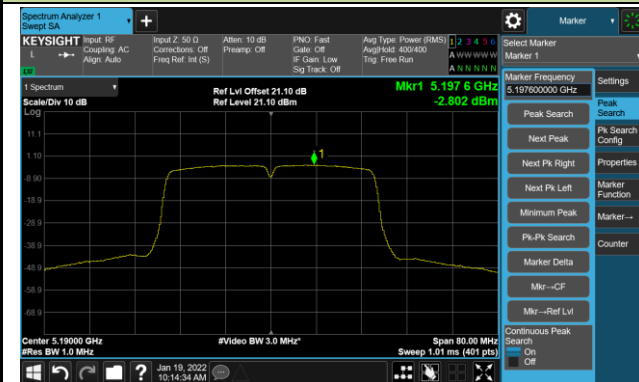 Spectrum Analyzer 1
Swept SA
Marker
KEYSIGHT
L
LU
Input: RF
Coupling: AC
Align: Auto
Input Z: 50 Ω
Corrections: Off
Freq Ref: Int (S)
Atten: 10 dB
Preamp: Off
PNO: Fast
Gate: Off
IF Gain: Low
Sig Track: Off
Avg Type: Power (RMS)
Avg|Hold: 400/400
Trig: Free Run
1 2 3 4 5 6
A W W W W W
A N N N N N
Select Marker
Marker 1
1 Spectrum
Scale/Div 10 dB
Log
Ref Lvl Offset 21.10 dB
Ref Level 21.10 dBm
Mkr1 5.197 6 GHz
-2.802 dBm
11.1
1.10
-8.90
-18.9
-28.9
-38.9
-48.9
-58.9
-68.9
1
Center 5.19000 GHz
#Res BW 1.0 MHz
#Video BW 3.0 MHz*
Span 80.00 MHz
Sweep 1.01 ms (401 pts)
Marker Frequency
5.197600000 GHz
Peak Search
Next Peak
Next Pk Right
Next Pk Left
Minimum Peak
Pk-Pk Search
Marker Delta
Mkr→CF
Mkr→Ref Lvl
Continuous Peak
Search
On
Off
Settings
Peak
Search
Pk Search
Config
Properties
Marker
Function
Marker→
Counter
Jan 19, 2022
10:14:34 AM